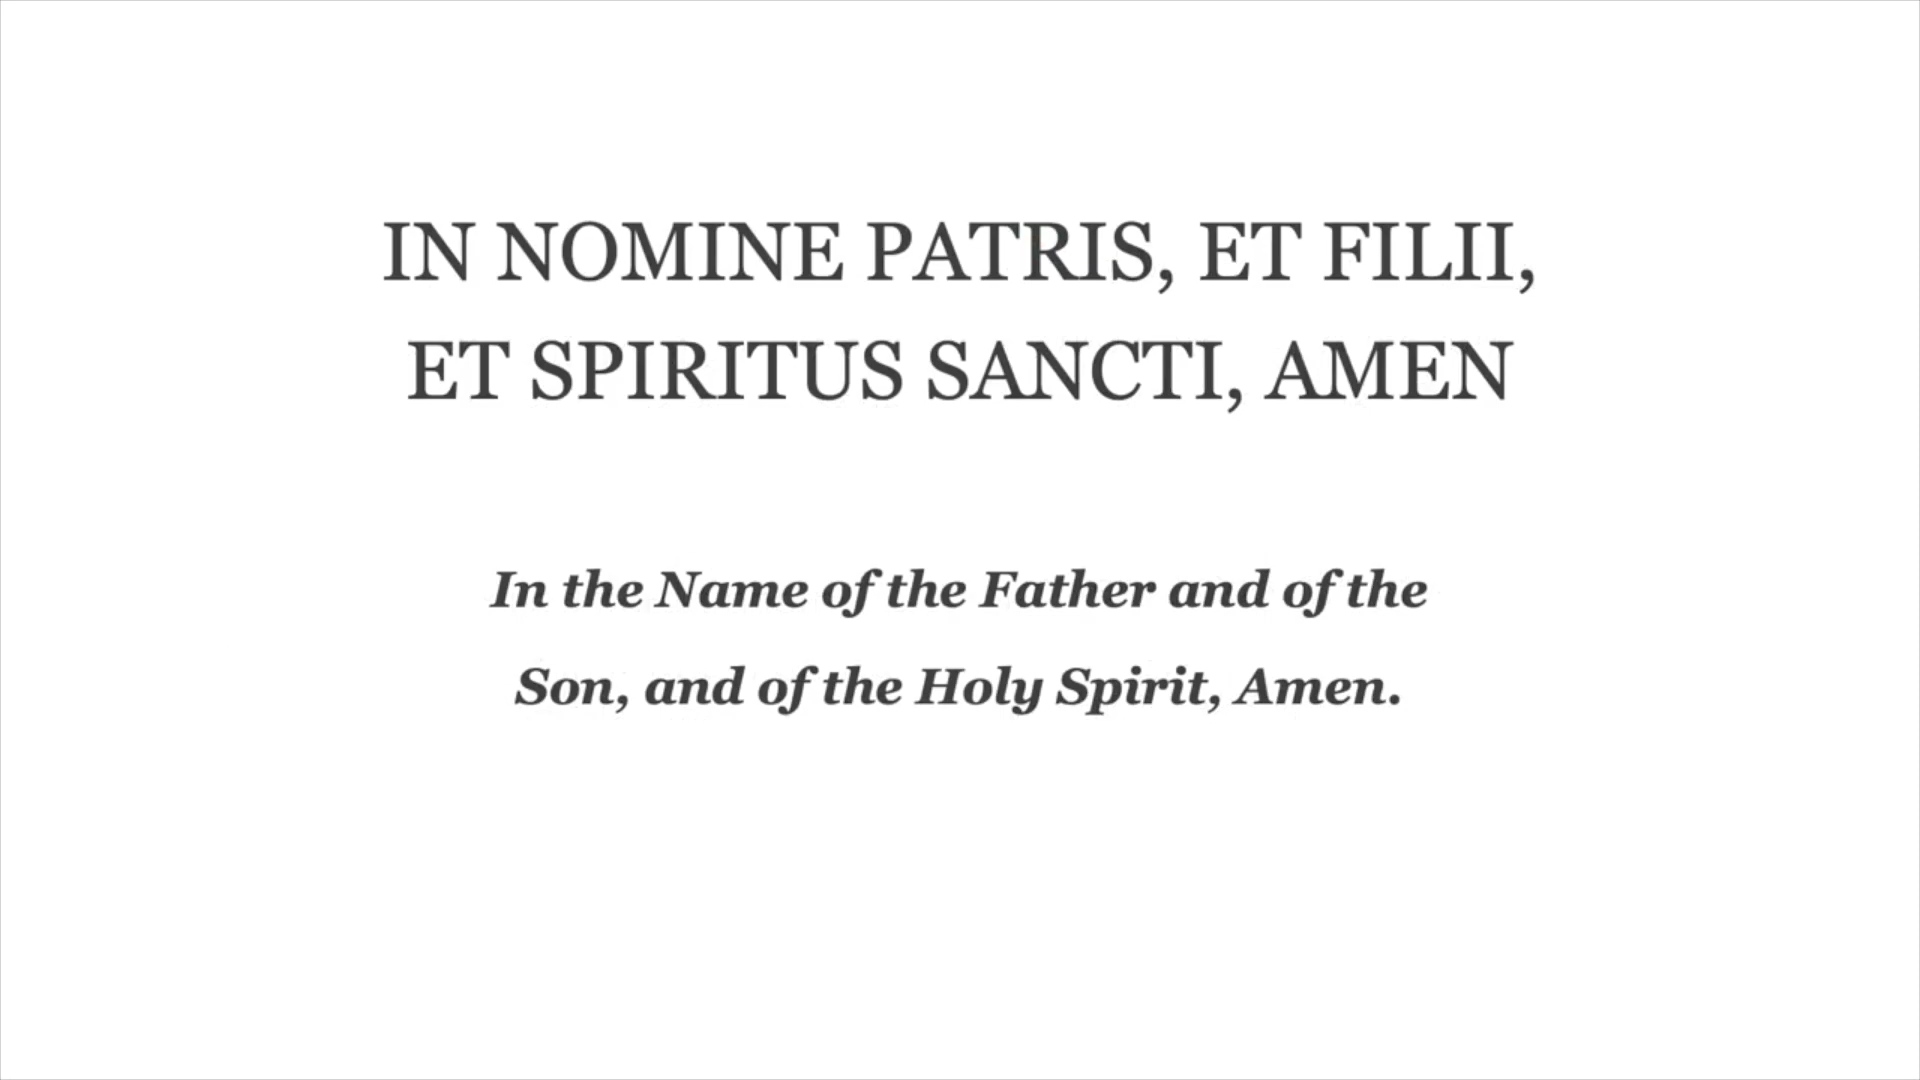 IN NOMINE PATRIS, ET FILII,
ET SPIRITUS SANCTI, AMEN
In the Name of the Father and of the
Son, and of the Holy Spirit, Amen.